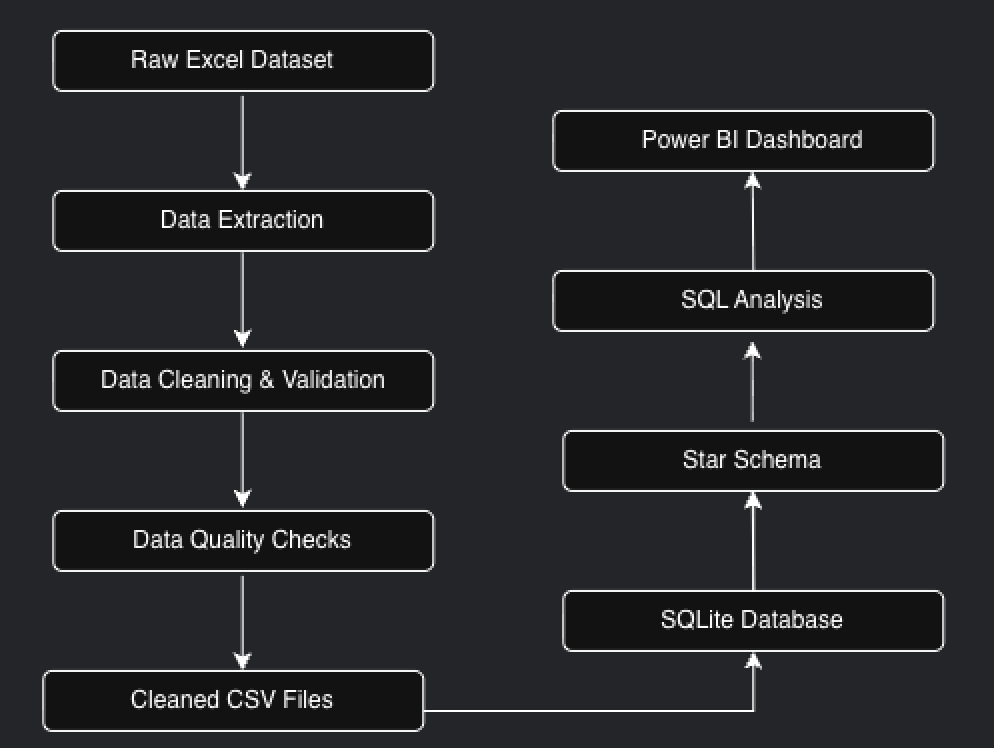 Raw Excel Dataset
Data Extraction
Data Cleaning & Validation
Data Quality Checks
Cleaned CSV Files
SQLite Database
Star Schema
SQL Analysis
Power BI Dashboard